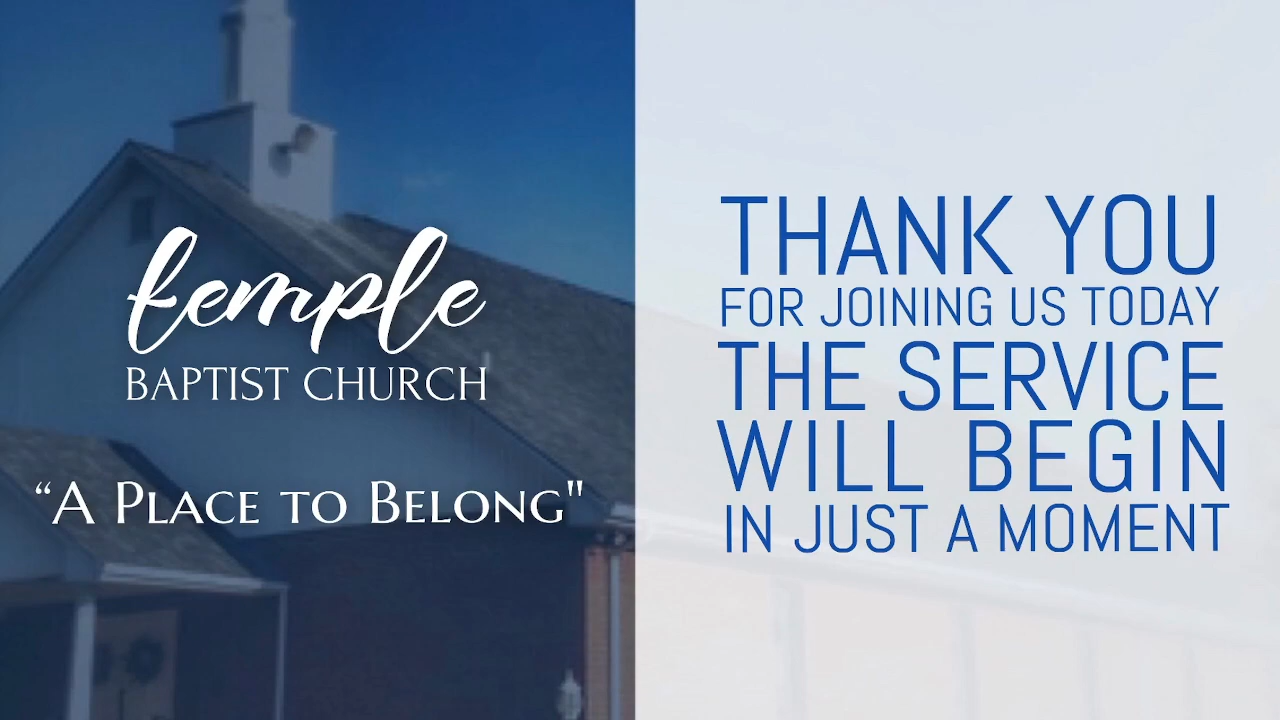 temple
BAPTIST CHURCH
“A PLACE TO BELONG"
THANK YOU
FOR JOINING US TODAY
THE SERVICE
WILL BEGIN
IN JUST A MOMENT